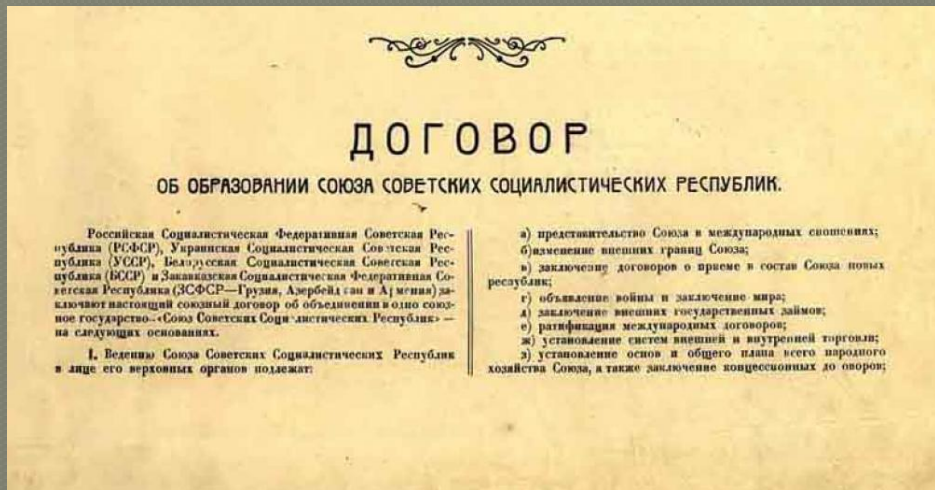 ДОГОВОР
ОБ ОБРАЗОВАНИИ СОЮЗА СОВЕТСКИХ СОЦИАЛИСТИЧЕСКИХ РЕСПУБЛИК.
Российская Социалистическая Федеративная Советская Рес-
публика (РСФСР), Украинская Социалистическая Советская Рес-
публика (УССР), Белорусская Социалистическая Советская Рес-
публика (БССР) и Закавказская Социалистическая Федеративная Со-
ветская Республика (ЗСФСР—Грузия, Азербейджан и Армения) за-
ключают настоящий союзный договор об объединении в одно союз-
ное государство—«Союз Советских Социалистических Республик» —
на следующих основаниях.
1. Ведению Союза Советских Социалистических Республик
в лице его верховных органов подлежат:
а) представительство Союза в международных сношениях;
б)изменение внешних границ Союза;
в) заключение договоров о приеме в состав Союза новых
республик;
г) объявление войны и заключение мира;
д) заключение внешних государственных займов;
е) ратификация международных договоров;
ж) установление систем внешней и внутренней торговли;
з) установление основ и общего плана всего народного
хозяйства Союза, а также заключение концессионных до оворов;